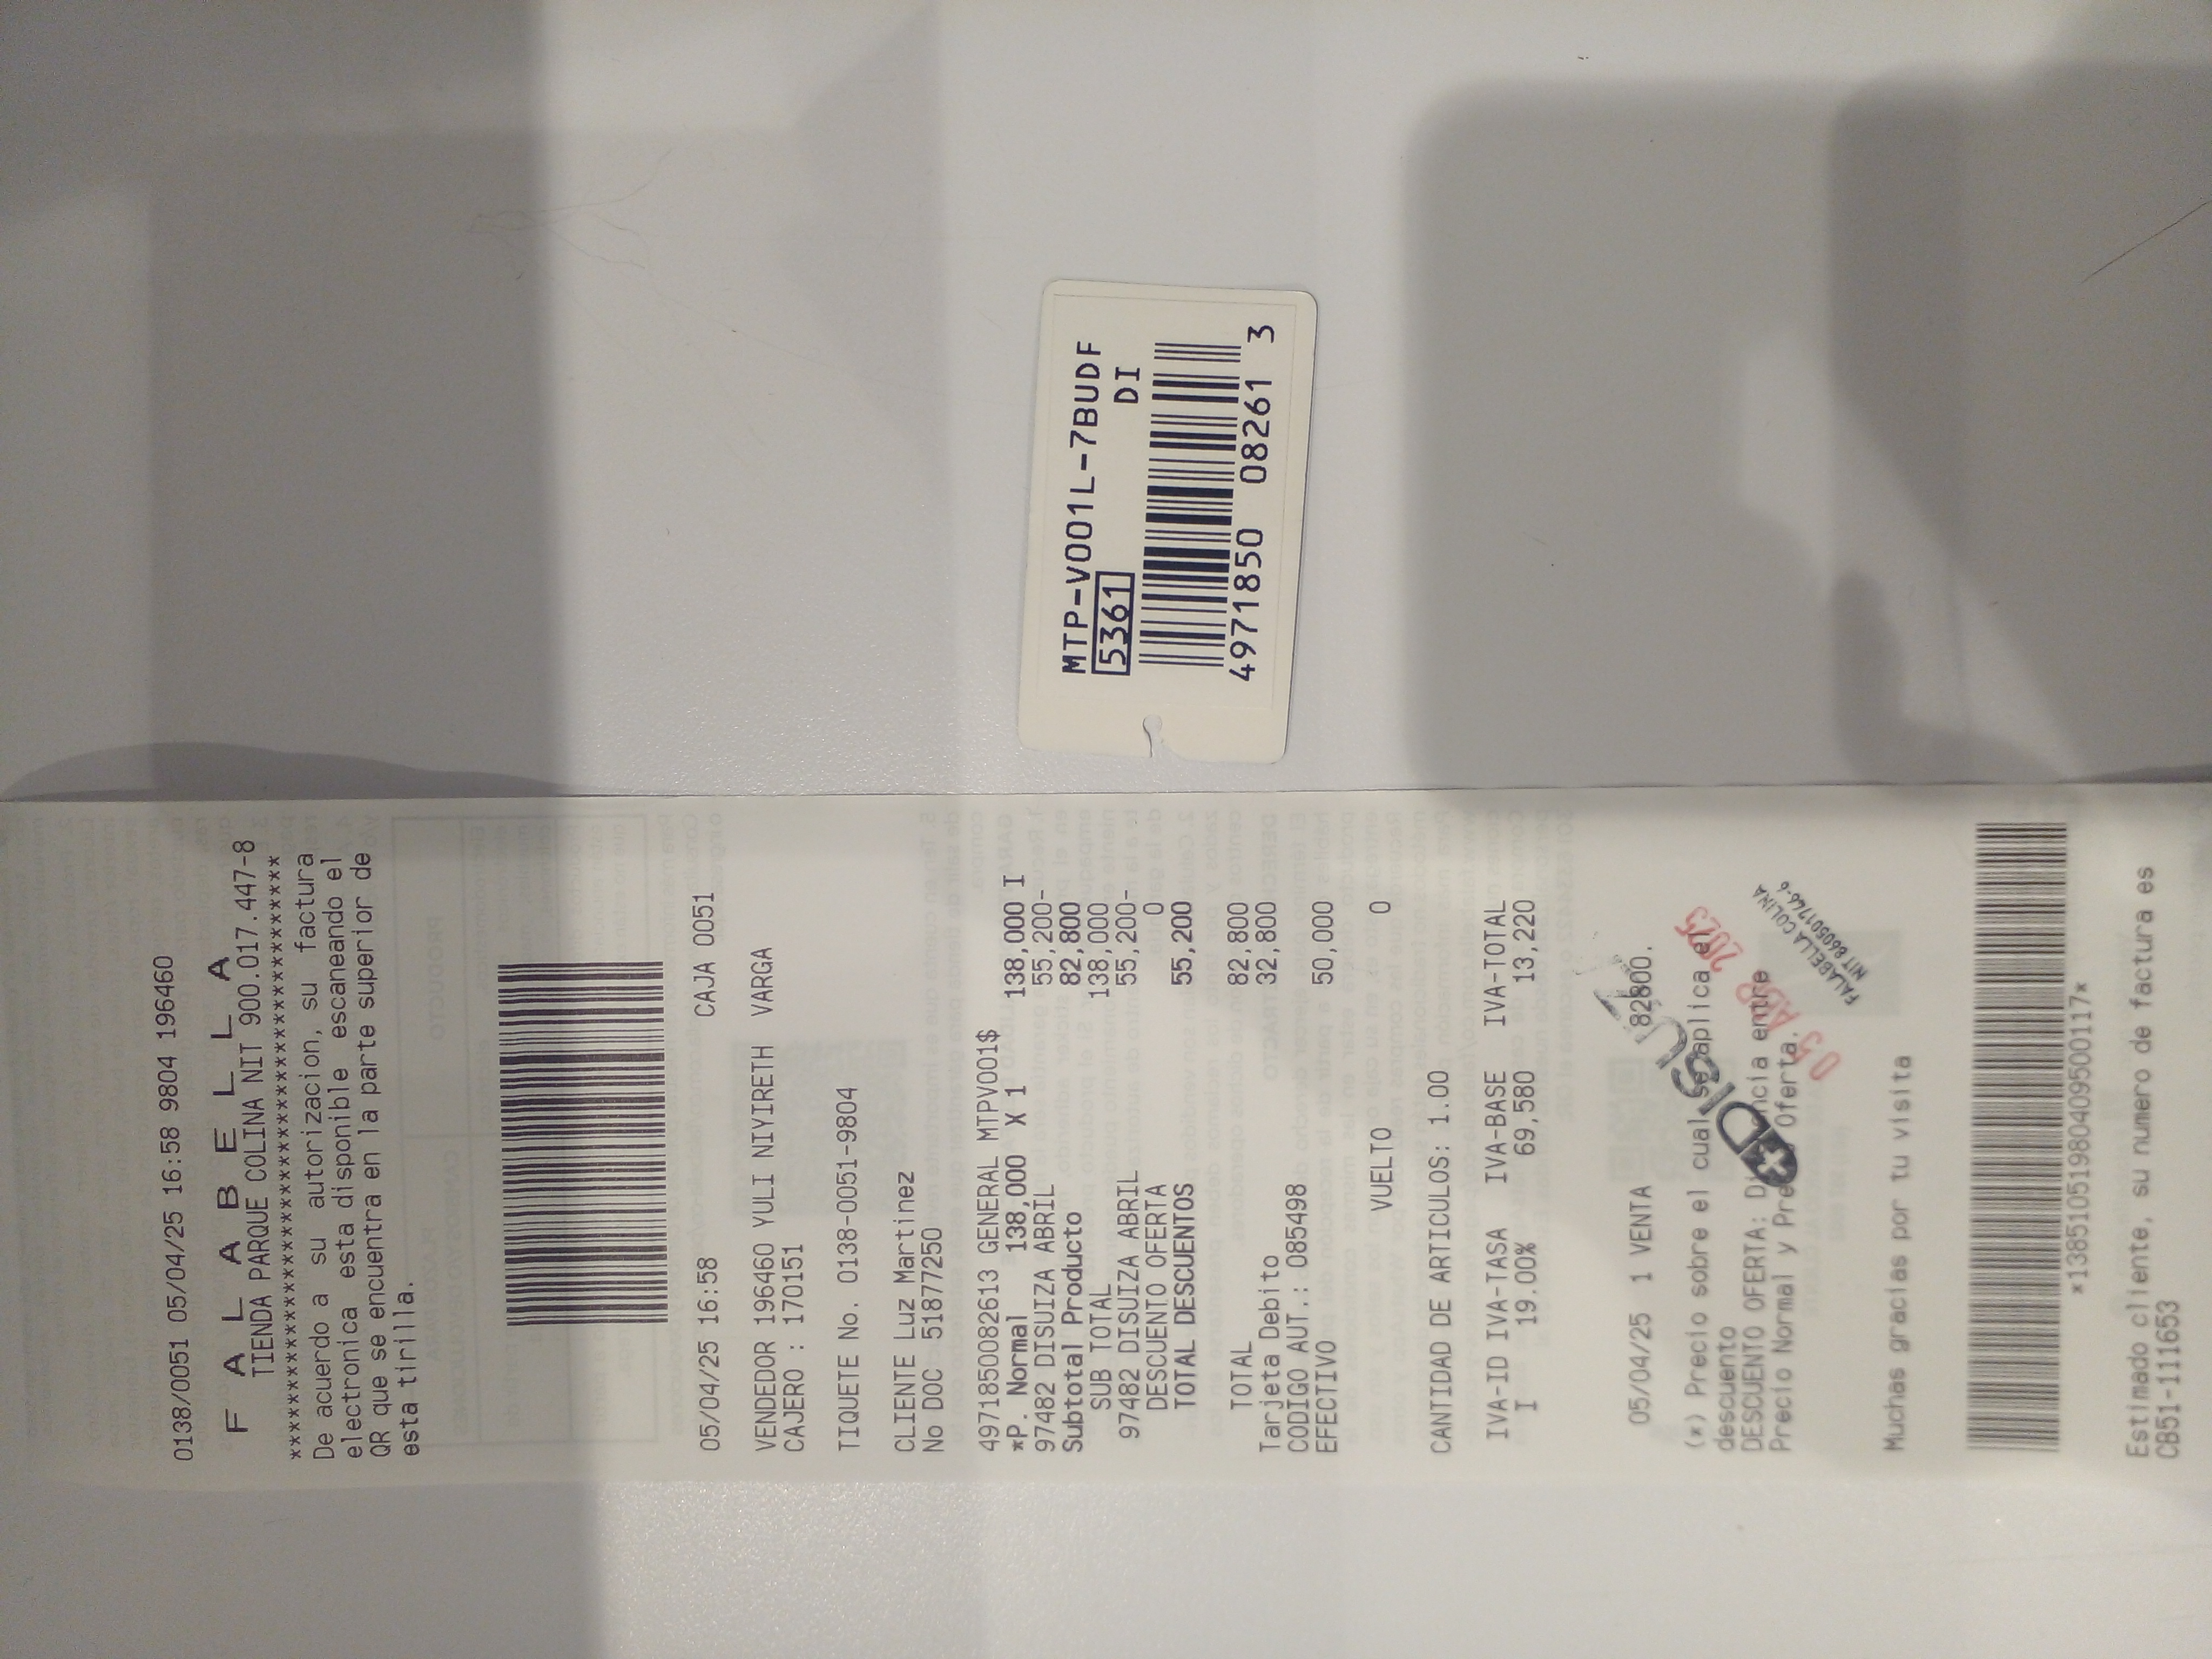 0138/0051 05/04/25 16:58 9804 196460
F A L A B E L L A
TIENDA PARQUE COLINA NIT 900.017.447-8
****************************************
De acuerdo a su autorizacion, su factura
electronica esta disponible escaneando el
QR que se encuentra en la parte superior de
esta tirilla.
05/04/25 16:58 CAJA 0051
VENDEDOR 196460 YULI NIYIRETH VARGA
CAJERO : 170151
TIQUETE No. 0138-0051-9804
CLIENTE Luz Martinez
No DOC 51877250
4971850082613 GENERAL MTPV001$
*P. Normal 138,000 X 1 138,000 I
97482 DISUIZA ABRIL 55,200-
Subtotal Producto 82,800
SUB TOTAL 138,000
97482 DISUIZA ABRIL 55,200-
DESCUENTO OFERTA 0
TOTAL DESCUENTOS 55,200
TOTAL 82,800
Tarjeta Debito 32,800
CODIGO AUT.: 085498
EFECTIVO 50,000
VUELTO 0
CANTIDAD DE ARTICULOS: 1.00
IVA-ID IVA-TASA IVA-BASE IVA-TOTAL
I 19.00% 69,580 13,220
05/04/25 1 VENTA 82800.
(*) Precio sobre el cual se aplica el
descuento
DESCUENTO OFERTA: entre
Precio Normal y Oferta.
DISUIZA
05 ABR 2025
FALABELLA COLINA
NIT 860501746-6
Muchas gracias por tu visita
*13851051980409500117*
Estimado cliente, su numero de factura es
CB51-111653
MTP-V001L-7BUDF
5361 DI
4971850 08261 3